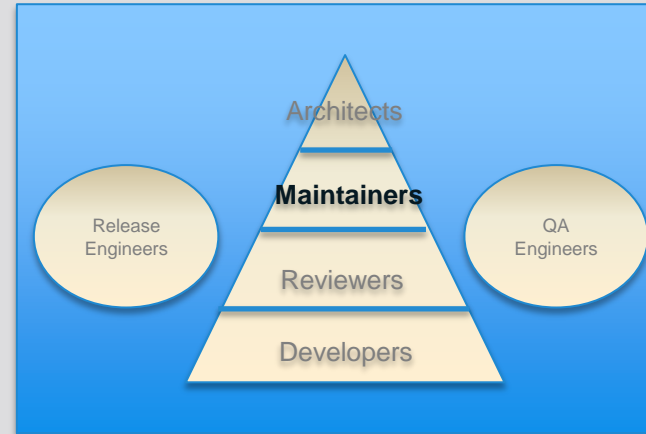 Architects
Maintainers
Release
Engineers
QA
Engineers
Reviewers
Developers